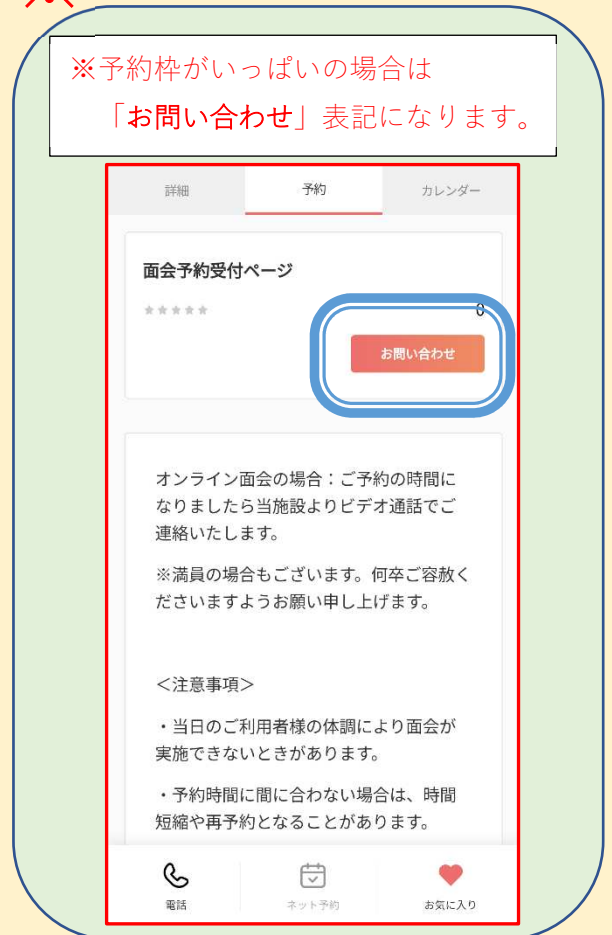 ※予約枠がいっぱいの場合は
「お問い合わせ」表記になります。
詳細 予約 カレンダー
面会予約受付ページ
★★★★★ 0
お問い合わせ
オンライン面会の場合：ご予約の時間に
なりましたら当施設よりビデオ通話でご
連絡いたします。
※満員の場合もございます。何卒ご容赦く
ださいますようお願い申し上げます。
＜注意事項＞
・当日のご利用者様の体調により面会が
実施できないときがあります。
・予約時間に間に合わない場合は、時間
短縮や再予約となることがあります。
電話 ネット予約 お気に入り